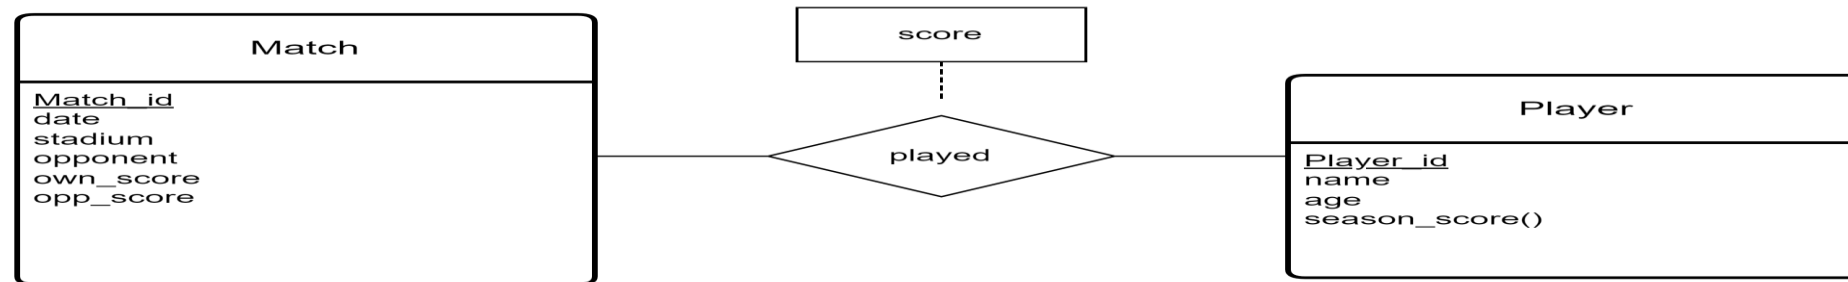 Match
Match_id
date
stadium
opponent
own_score
opp_score
score
played
Player
Player_id
name
age
season_score()